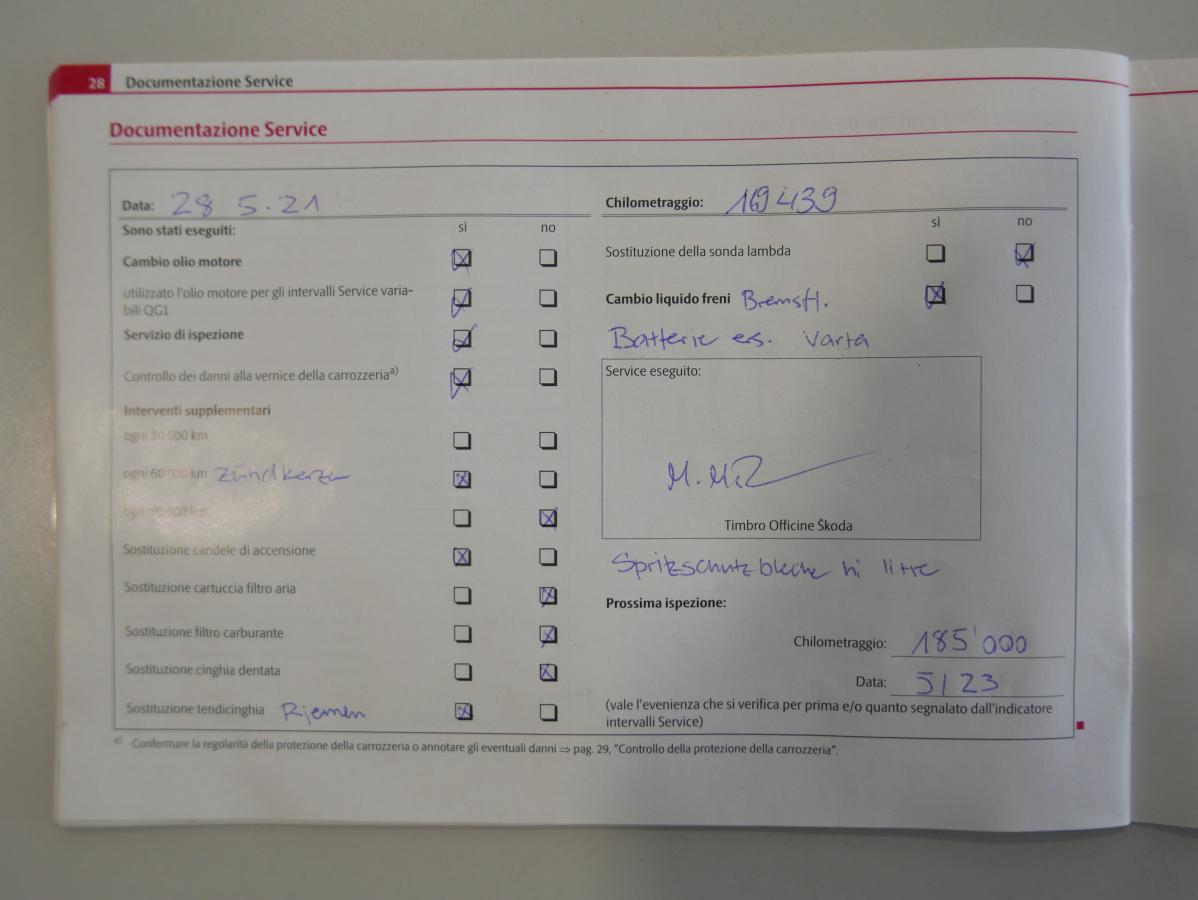 28 Documentazione Service
Documentazione Service
Data: 28 5.21
Sono stati eseguiti: sì no
Cambio olio motore
utilizzato l'olio motore per gli intervalli Service varia-
bili QG1
Servizio di ispezione
Controllo dei danni alla vernice della carrozzeria a)
Interventi supplementari
ogni 30 000 km
ogni 60 000 km Zündkerzen
ogni 90 000 km
Sostituzione candele di accensione
Sostituzione cartuccia filtro aria
Sostituzione filtro carburante
Sostituzione cinghia dentata
Sostituzione tendicinghia Riemen
Chilometraggio: 169439
sì no
Sostituzione della sonda lambda
Cambio liquido freni Bremsfl.
Batterie ers. Varta
Service eseguito:
Timbro Officine Škoda
Spritzschutzbleche hi
Prossima ispezione:
Chilometraggio: 185'000
Data: 5/23
(vale l'evenienza che si verifica per prima e/o quanto segnalato dall'indicatore
intervalli Service)
a) Confermare la regolarità della protezione della carrozzeria o annotare gli eventuali danni ⇒ pag. 29, "Controllo della protezione della carrozzeria".